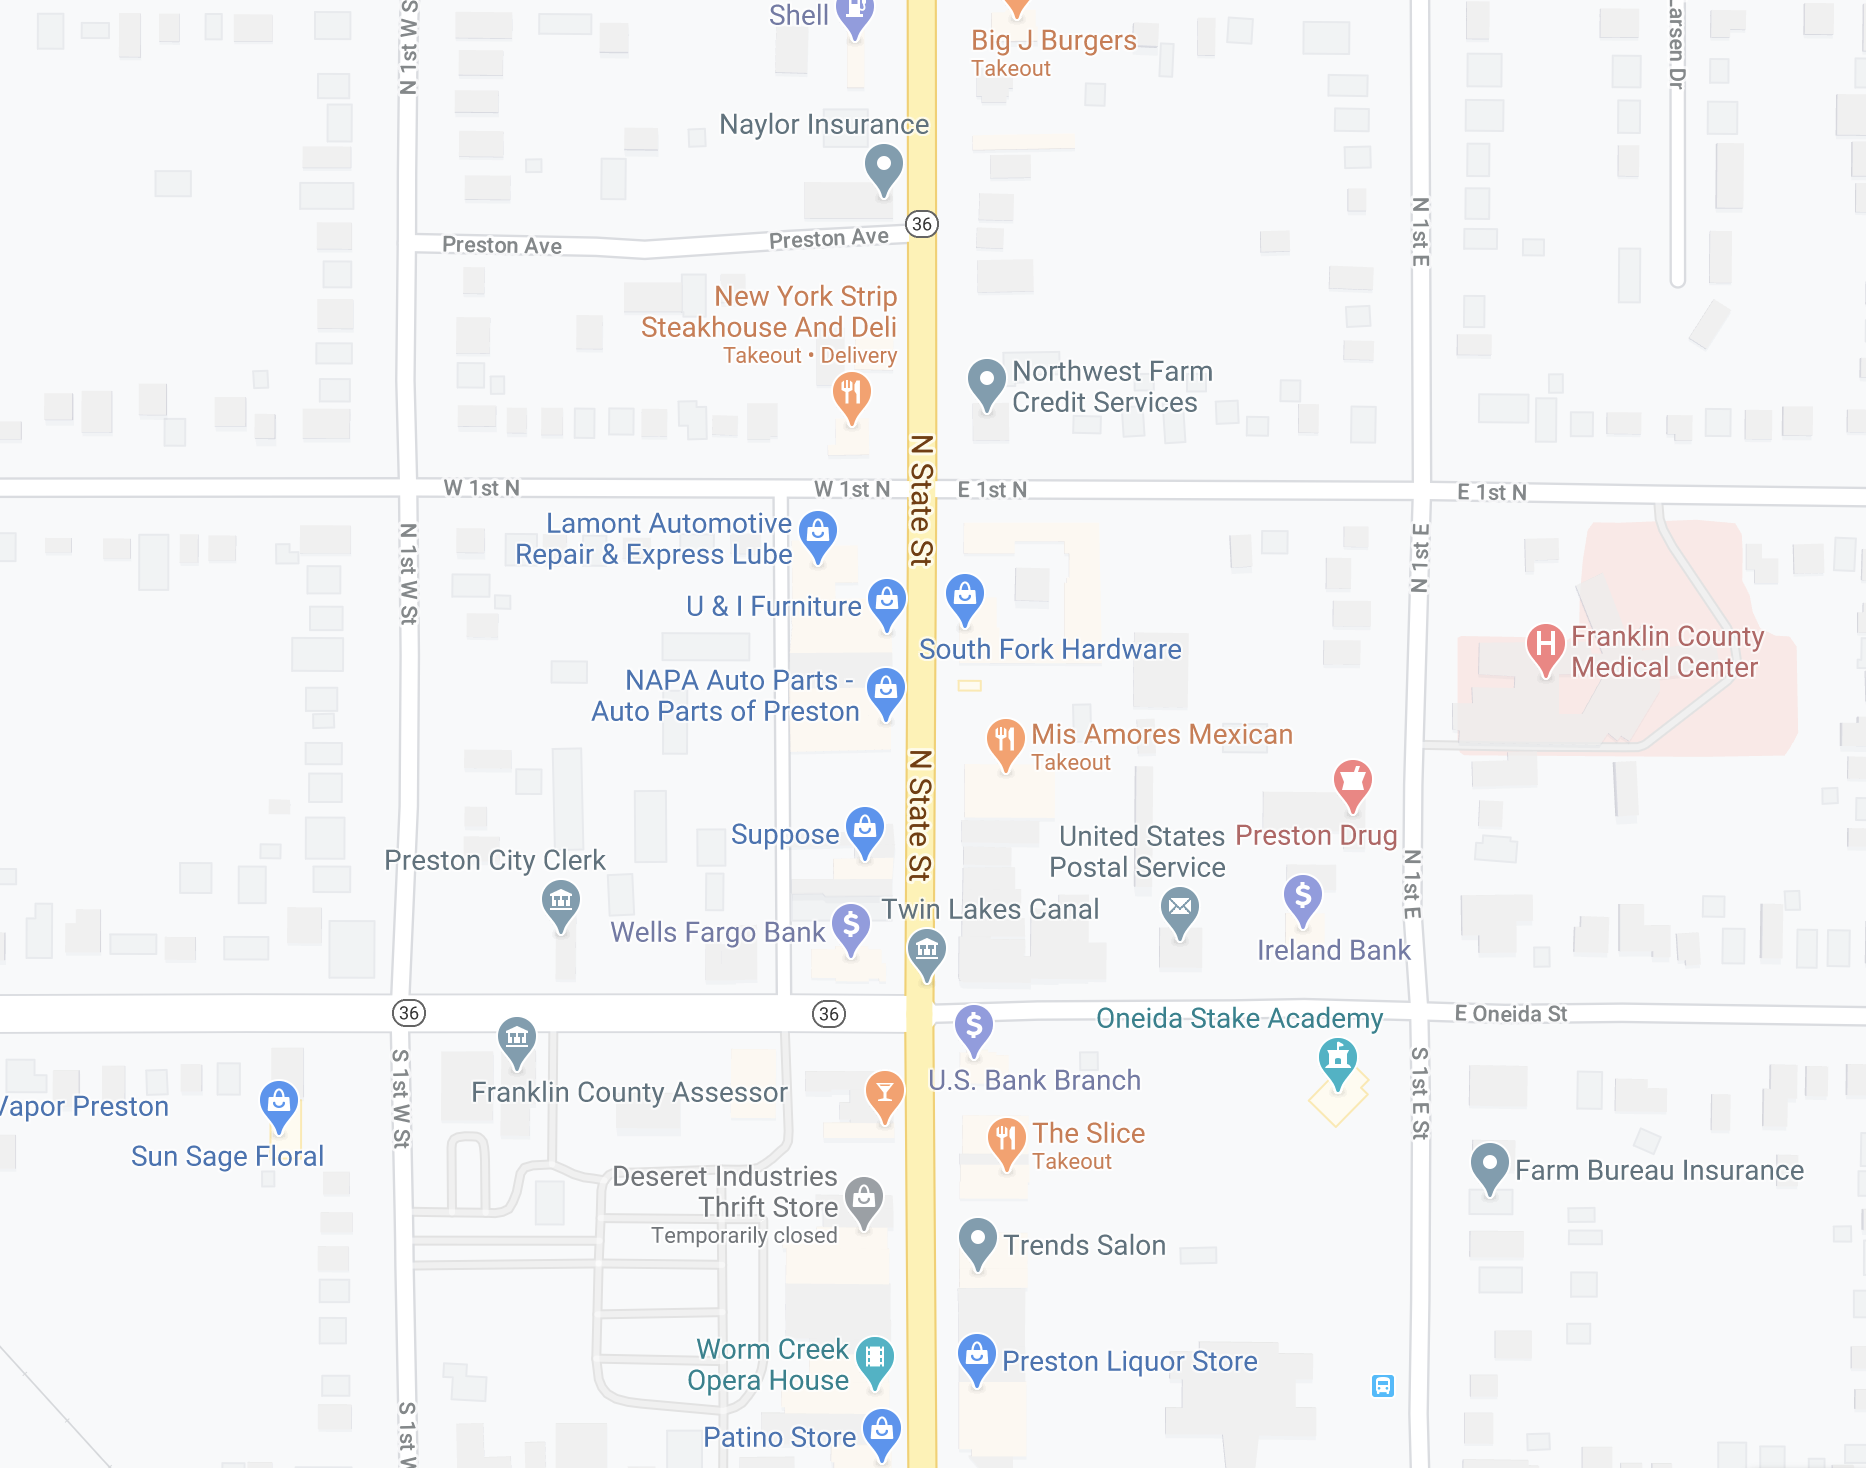 Shell
Big J Burgers
Takeout
N 1st W S
Larsen Dr
Naylor Insurance
36
Preston Ave
Preston Ave
N 1st E
New York Strip
Steakhouse And Deli
Takeout • Delivery
Northwest Farm
Credit Services
N State St
W 1st N
W 1st N
E 1st N
E 1st N
Lamont Automotive
Repair & Express Lube
N 1st W St
N 1st E
U & I Furniture
South Fork Hardware
Franklin County
Medical Center
NAPA Auto Parts -
Auto Parts of Preston
Mis Amores Mexican
Takeout
N State St
Suppose
United States
Postal Service
Preston Drug
Preston City Clerk
N 1st E
Wells Fargo Bank
Twin Lakes Canal
Ireland Bank
36
36
Oneida Stake Academy
E Oneida St
Franklin County Assessor
U.S. Bank Branch
S 1st W St
S 1st E St
Vapor Preston
Sun Sage Floral
The Slice
Takeout
Farm Bureau Insurance
Deseret Industries
Thrift Store
Temporarily closed
Trends Salon
Worm Creek
Opera House
Preston Liquor Store
S 1st W
Patino Store